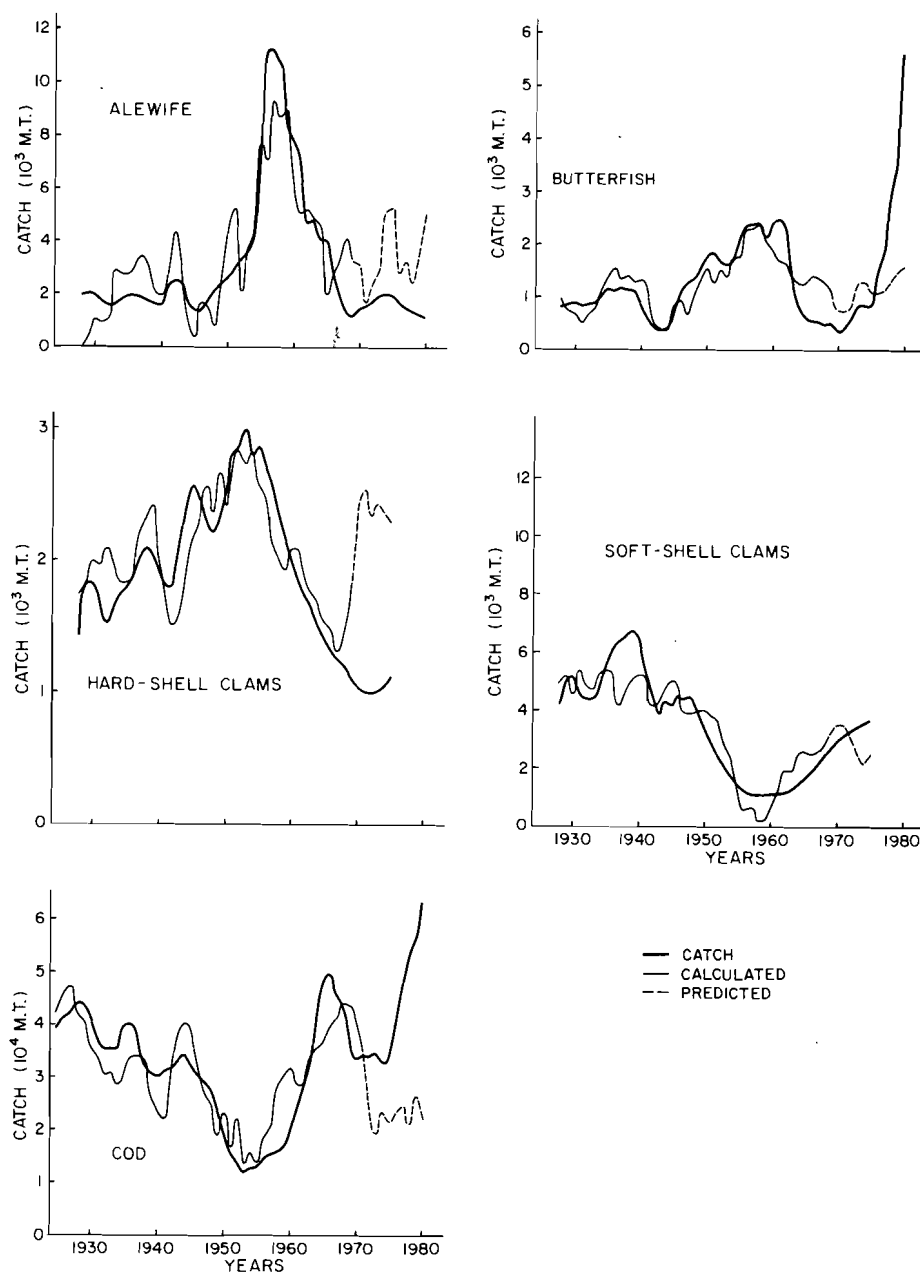 12
10
8
6
4
2
0
CATCH (10³ M.T.)
ALEWIFE
6
5
4
3
2
1
0
CATCH (10³ M.T.)
BUTTERFISH
3
2
1
0
CATCH (10³ M.T.)
HARD-SHELL CLAMS
12
10
8
6
4
2
0
CATCH (10³ M.T.)
SOFT-SHELL CLAMS
1930 1940 1950 1960 1970 1980
YEARS
6
5
4
3
2
1
0
CATCH (10⁴ M.T.)
COD
1930 1940 1950 1960 1970 1980
YEARS
CATCH
CALCULATED
PREDICTED